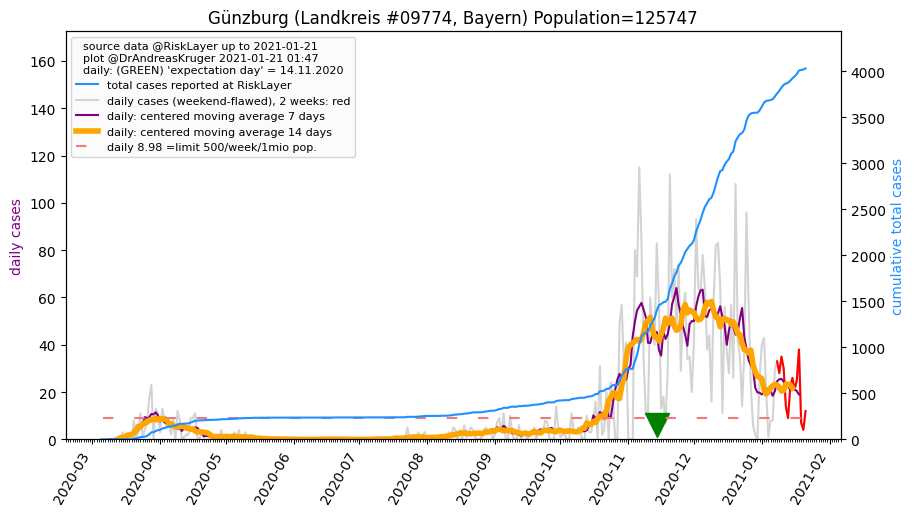 Günzburg (Landkreis #09774, Bayern) Population=125747
source data @RiskLayer up to 2021-01-21
plot @DrAndreasKruger 2021-01-21 01:47
daily: (GREEN) 'expectation day' = 14.11.2020
total cases reported at RiskLayer
daily cases (weekend-flawed), 2 weeks: red
daily: centered moving average 7 days
daily: centered moving average 14 days
daily 8.98 =limit 500/week/1mio pop.
daily cases
160
140
120
100
80
60
40
20
0
cumulative total cases
4000
3500
3000
2500
2000
1500
1000
500
0
2020-03
2020-04
2020-05
2020-06
2020-07
2020-08
2020-09
2020-10
2020-11
2020-12
2021-01
2021-02